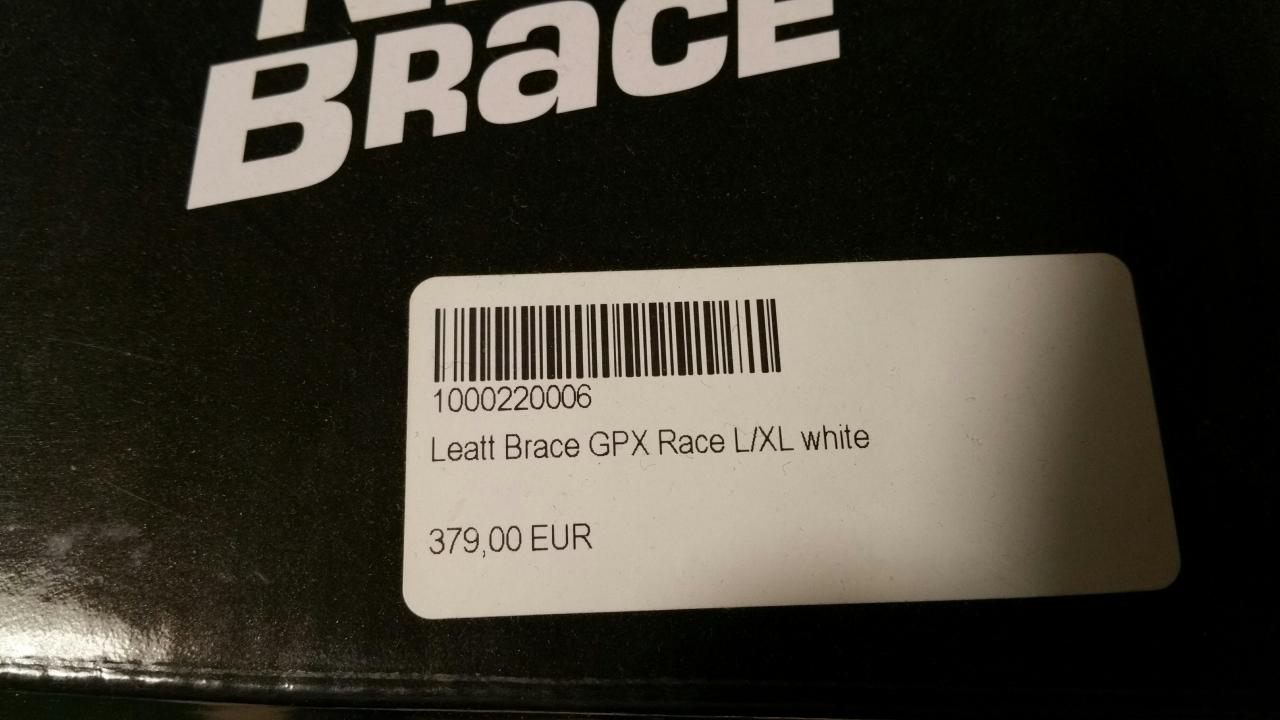 Brace
1000220006
Leatt Brace GPX Race L/XL white
379,00 EUR